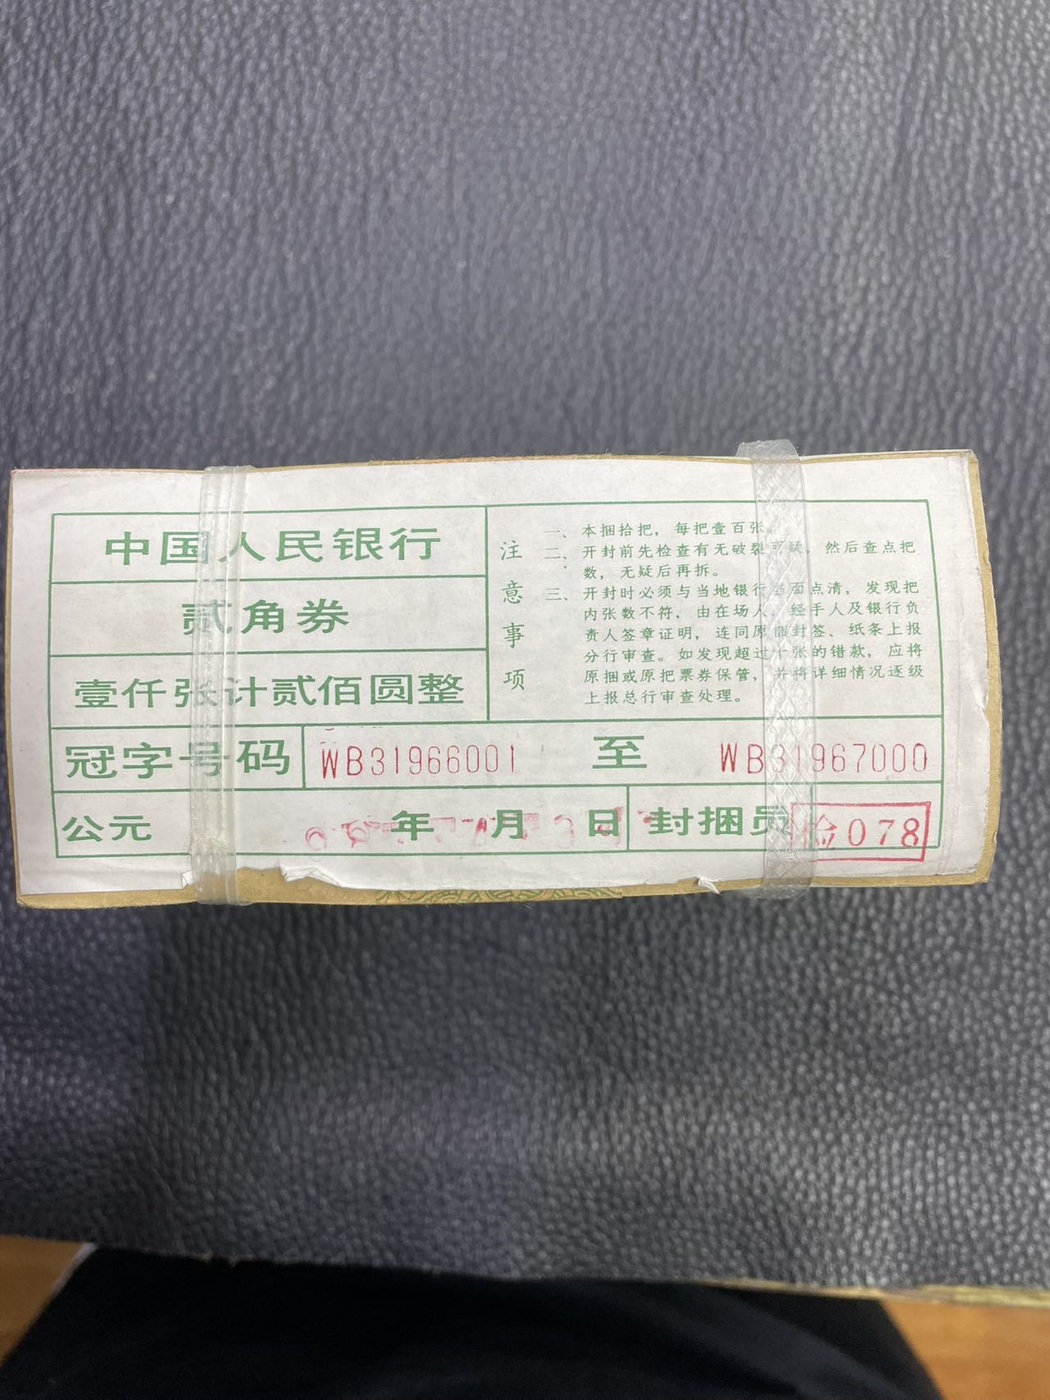 中国人民银行
贰角券
壹仟张计贰佰圆整
注意事项
一、本捆拾把，每把壹百张。
二、开封前先检查有无破裂，然后查点把
数，无疑后再拆。
三、开封时必须与当地银行当面点清，发现把
内张数不符，由在场人、经手人及银行负
责人签章证明，连同原捆封签、纸条上报
分行审查。如发现超过十张的错款，应将
原捆或原把票券保管，并将详细情况逐级
上报总行审查处理。
冠字号码 WB31966001 至 WB31967000
公元 年 月 日 封捆员 检078